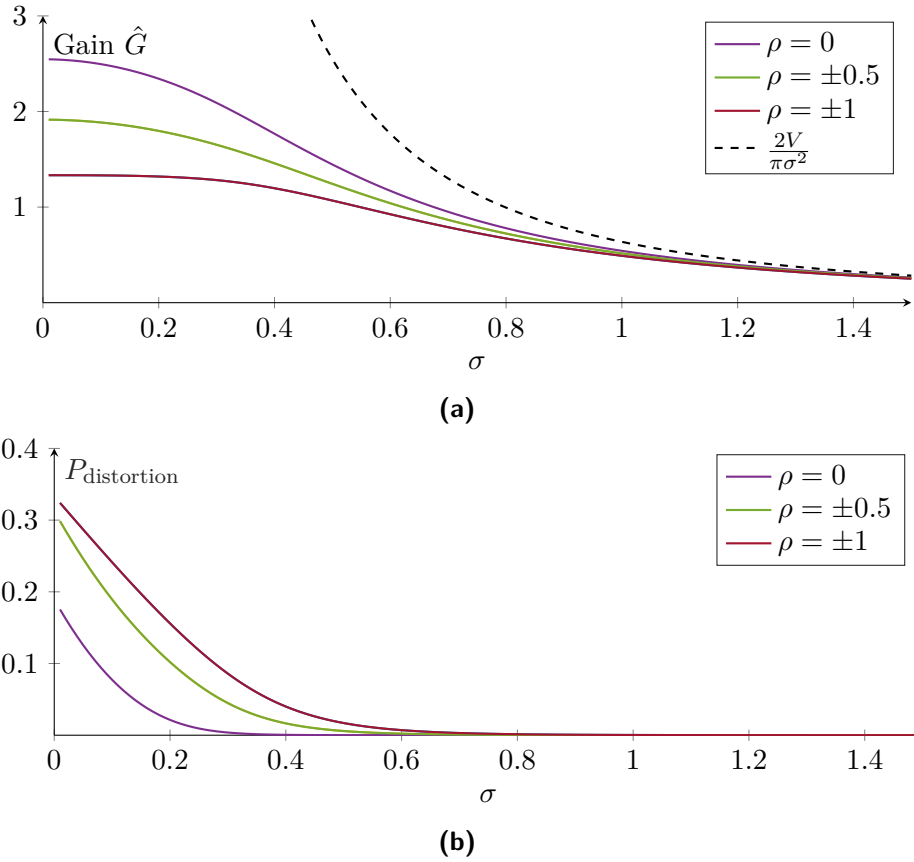 3
Gain Ĝ
ρ = 0
ρ = ±0.5
2
ρ = ±1
2V
πσ²
1
0 0.2 0.4 0.6 0.8 1 1.2 1.4
σ
(a)
0.4
P_distortion
ρ = 0
0.3
ρ = ±0.5
ρ = ±1
0.2
0.1
0 0.2 0.4 0.6 0.8 1 1.2 1.4
σ
(b)